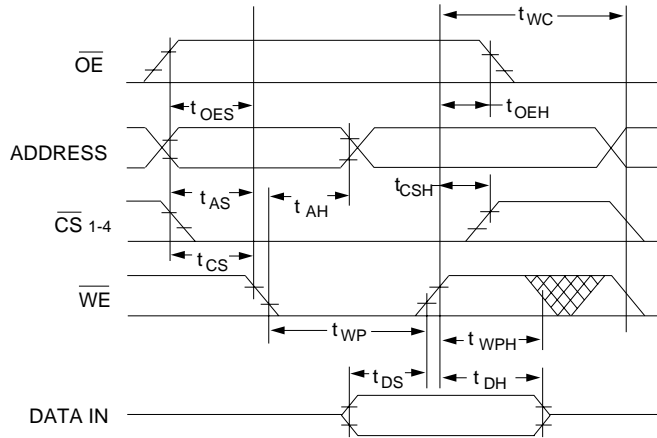 t WC
OE
t OES
t OEH
ADDRESS
t AS
t AH
t CSH
CS 1-4
t CS
WE
t WP
t WPH
t DS
t DH
DATA IN